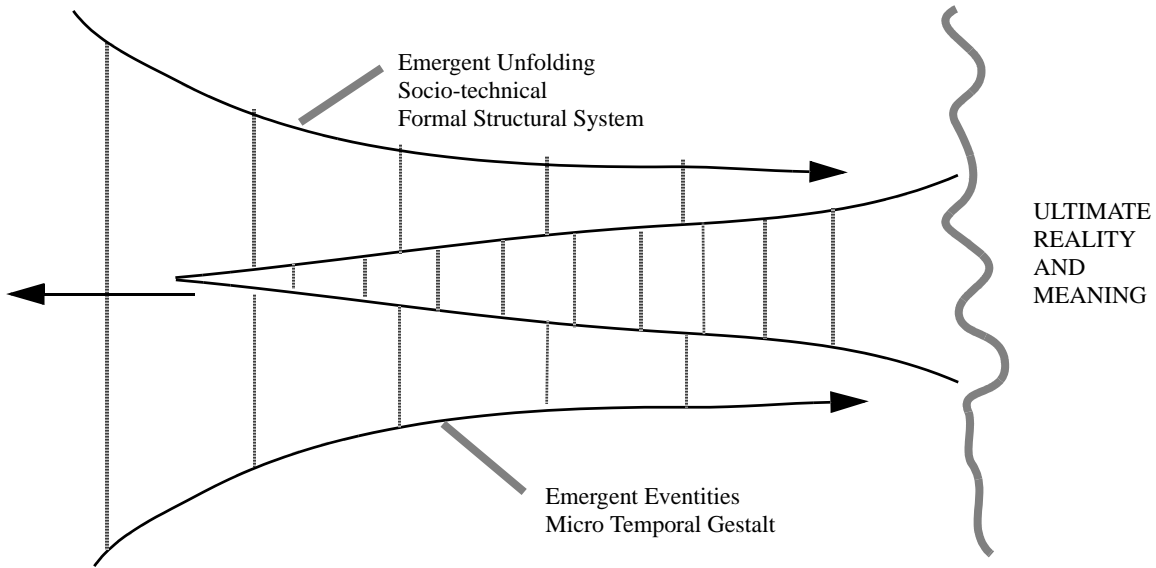 Emergent Unfolding
Socio-technical
Formal Structural System
ULTIMATE
REALITY
AND
MEANING
Emergent Eventities
Micro Temporal Gestalt